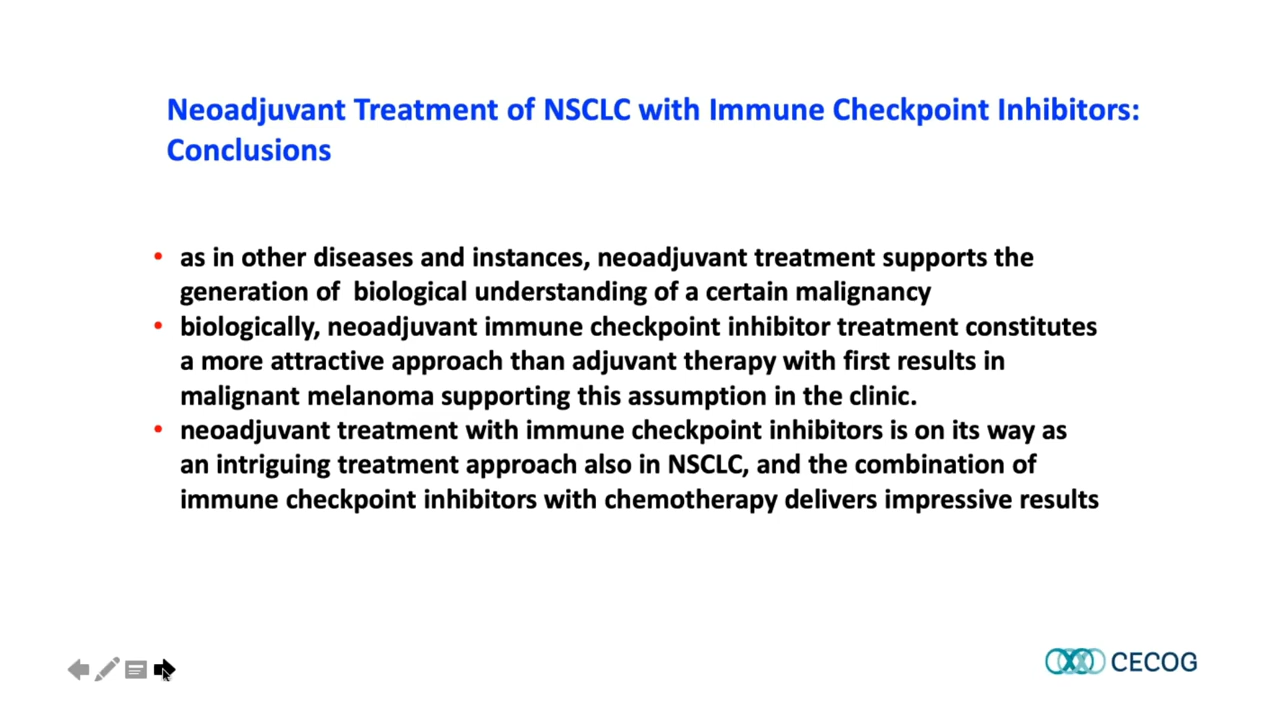 Neoadjuvant Treatment of NSCLC with Immune Checkpoint Inhibitors:
Conclusions
• as in other diseases and instances, neoadjuvant treatment supports the
generation of  biological understanding of a certain malignancy
• biologically, neoadjuvant immune checkpoint inhibitor treatment constitutes
a more attractive approach than adjuvant therapy with first results in
malignant melanoma supporting this assumption in the clinic.
• neoadjuvant treatment with immune checkpoint inhibitors is on its way as
an intriguing treatment approach also in NSCLC, and the combination of
immune checkpoint inhibitors with chemotherapy delivers impressive results
CECOG